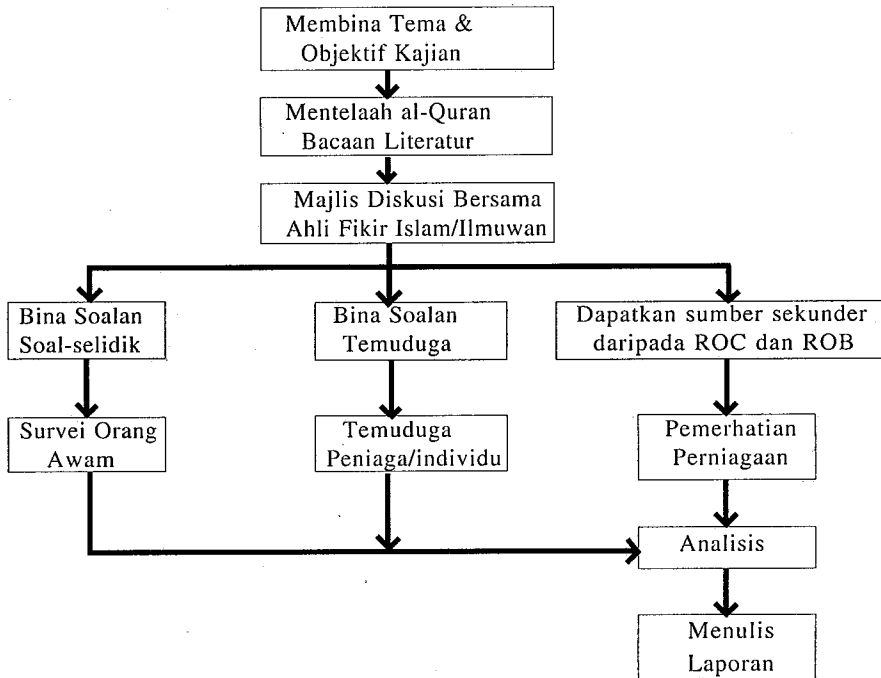 Membina Tema &
Objektif Kajian
Mentelaah al-Quran
Bacaan Literatur
Majlis Diskusi Bersama
Ahli Fikir Islam/Ilmuwan
Bina Soalan
Soal-selidik
Bina Soalan
Temuduga
Dapatkan sumber sekunder
daripada ROC dan ROB
Survei Orang
Awam
Temuduga
Peniaga/individu
Pemerhatian
Perniagaan
Analisis
Menulis
Laporan